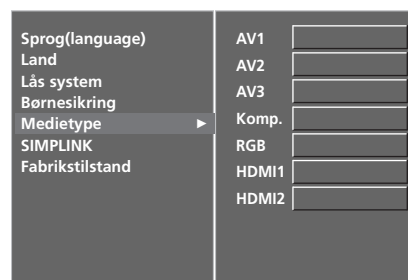 Sprog(language)
Land
Lås system
Børnesikring
Medietype ►
SIMPLINK
Fabrikstilstand
AV1
AV2
AV3
Komp.
RGB
HDMI1
HDMI2